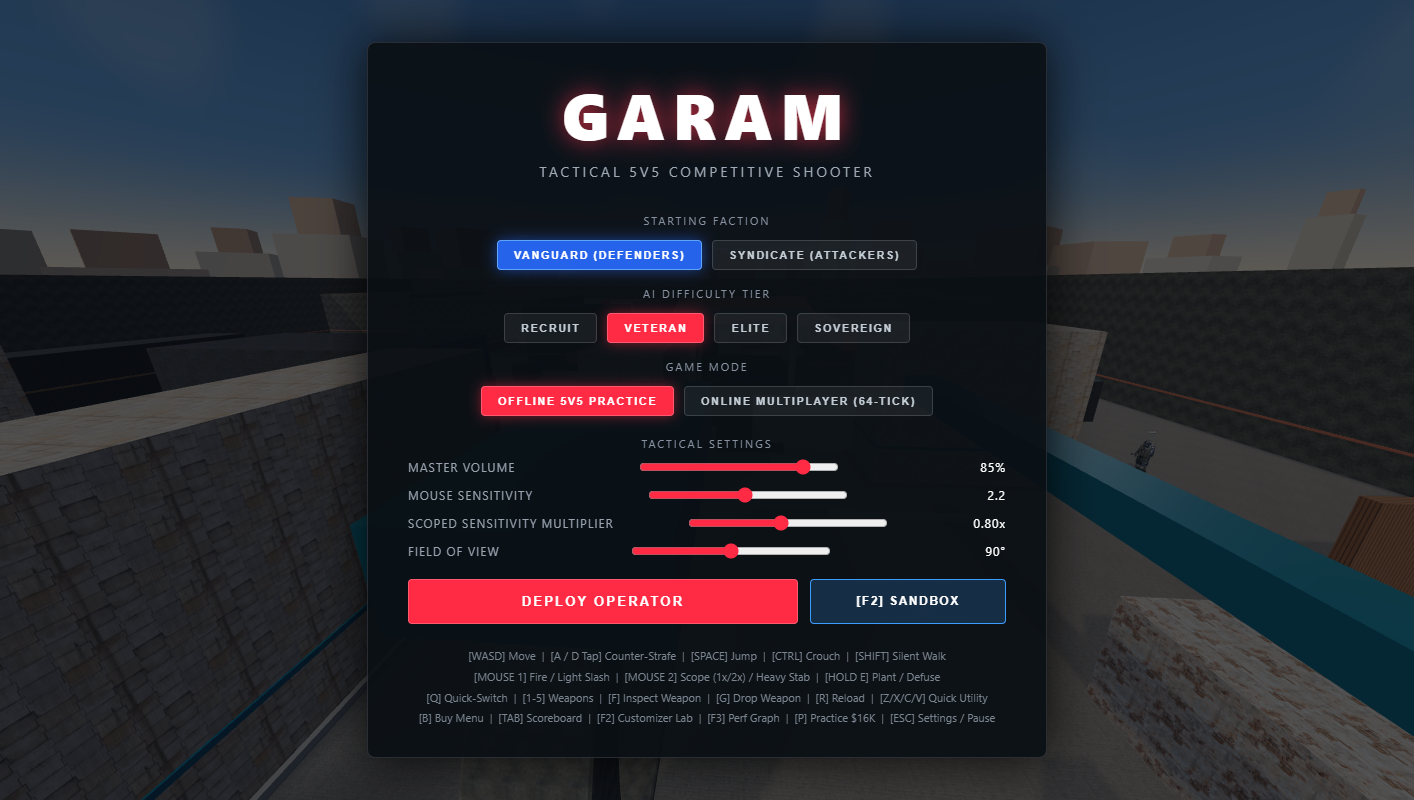 GARAM
TACTICAL 5V5 COMPETITIVE SHOOTER
STARTING FACTION
VANGUARD (DEFENDERS) SYNDICATE (ATTACKERS)
AI DIFFICULTY TIER
RECRUIT VETERAN ELITE SOVEREIGN
GAME MODE
OFFLINE 5V5 PRACTICE ONLINE MULTIPLAYER (64-TICK)
TACTICAL SETTINGS
MASTER VOLUME 85%
MOUSE SENSITIVITY 2.2
SCOPED SENSITIVITY MULTIPLIER 0.80x
FIELD OF VIEW 90°
DEPLOY OPERATOR [F2] SANDBOX
[WASD] Move | [A / D Tap] Counter-Strafe | [SPACE] Jump | [CTRL] Crouch | [SHIFT] Silent Walk
[MOUSE 1] Fire / Light Slash | [MOUSE 2] Scope (1x/2x) / Heavy Stab | [HOLD E] Plant / Defuse
[Q] Quick-Switch | [1-5] Weapons | [F] Inspect Weapon | [G] Drop Weapon | [R] Reload | [Z/X/C/V] Quick Utility
[B] Buy Menu | [TAB] Scoreboard | [F2] Customizer Lab | [F3] Perf Graph | [P] Practice $16K | [ESC] Settings / Pause